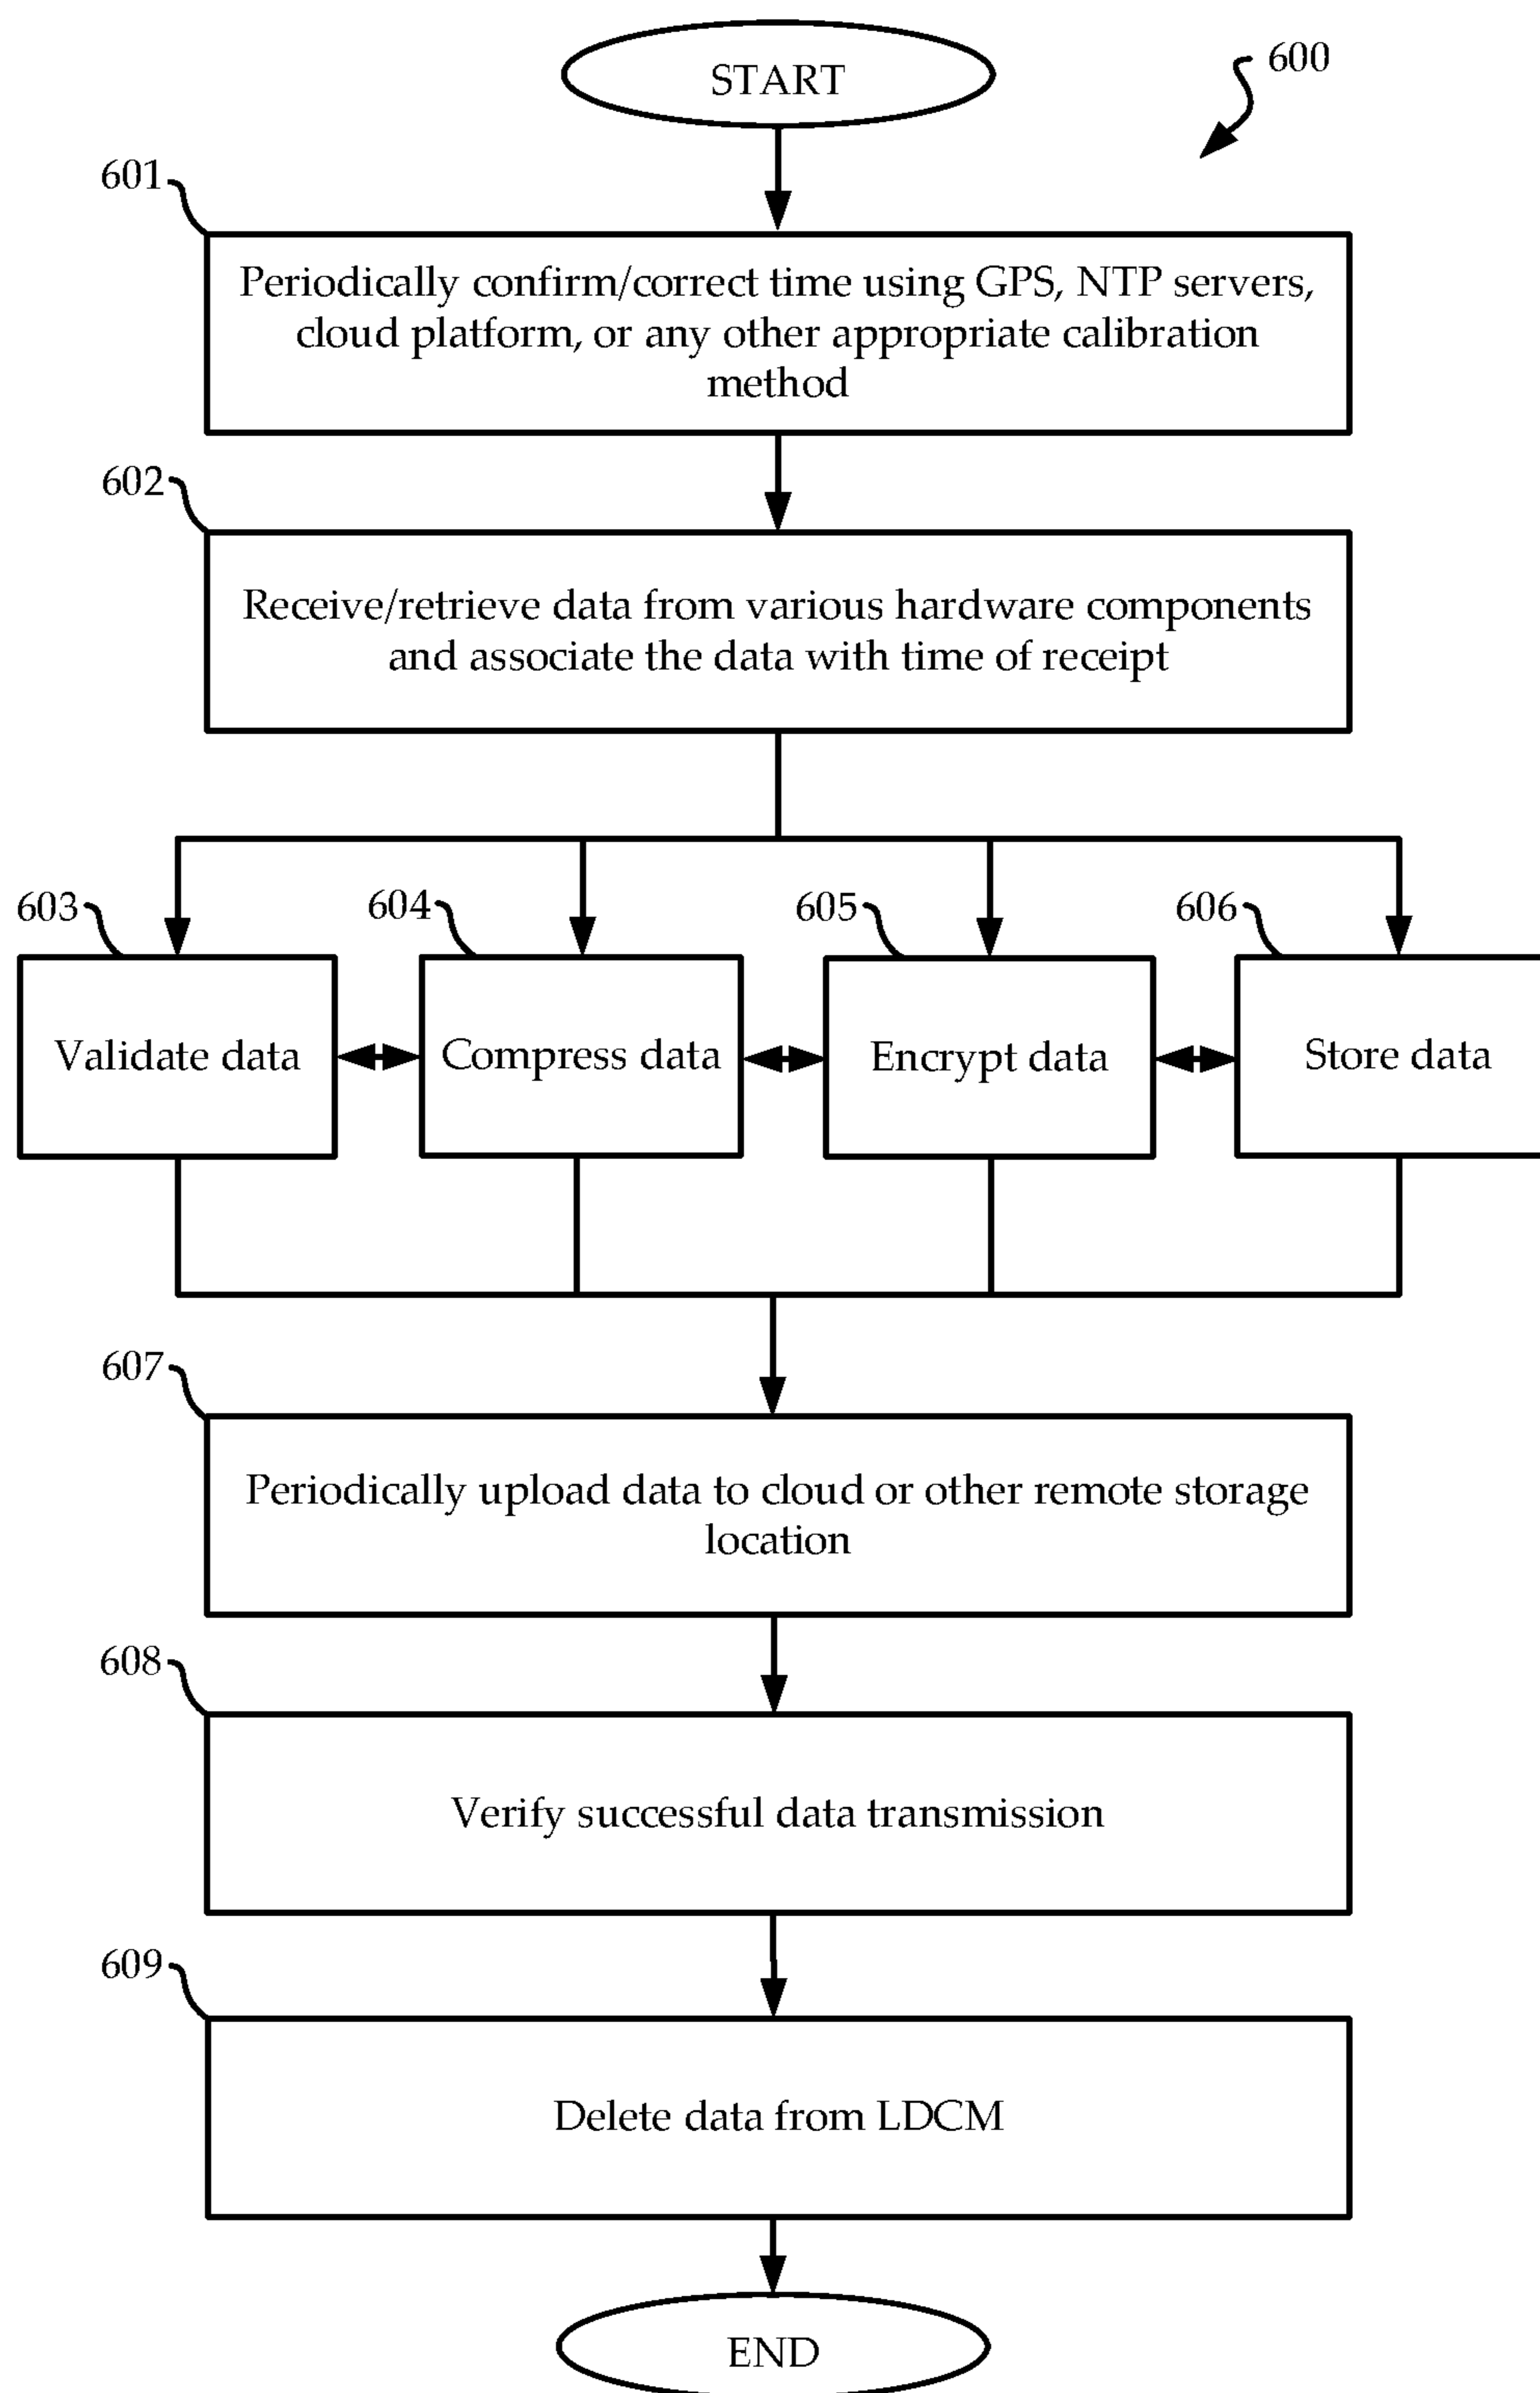 START
600
601
Periodically confirm/correct time using GPS, NTP servers,
cloud platform, or any other appropriate calibration
method
602
Receive/retrieve data from various hardware components
and associate the data with time of receipt
603
604
605
606
Validate data
Compress data
Encrypt data
Store data
607
Periodically upload data to cloud or other remote storage
location
608
Verify successful data transmission
609
Delete data from LDCM
END